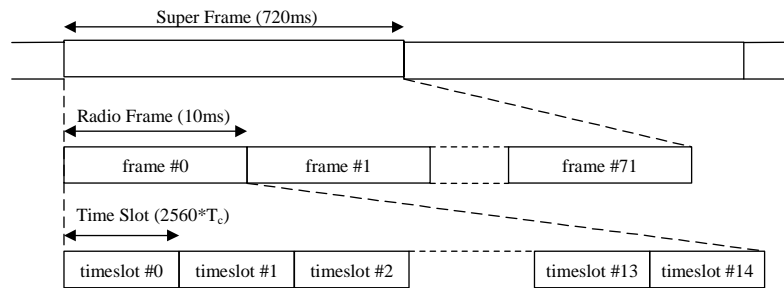 Super Frame (720ms)
Radio Frame (10ms)
frame #0 frame #1 frame #71
Time Slot (2560*Tc)
timeslot #0 timeslot #1 timeslot #2 timeslot #13 timeslot #14